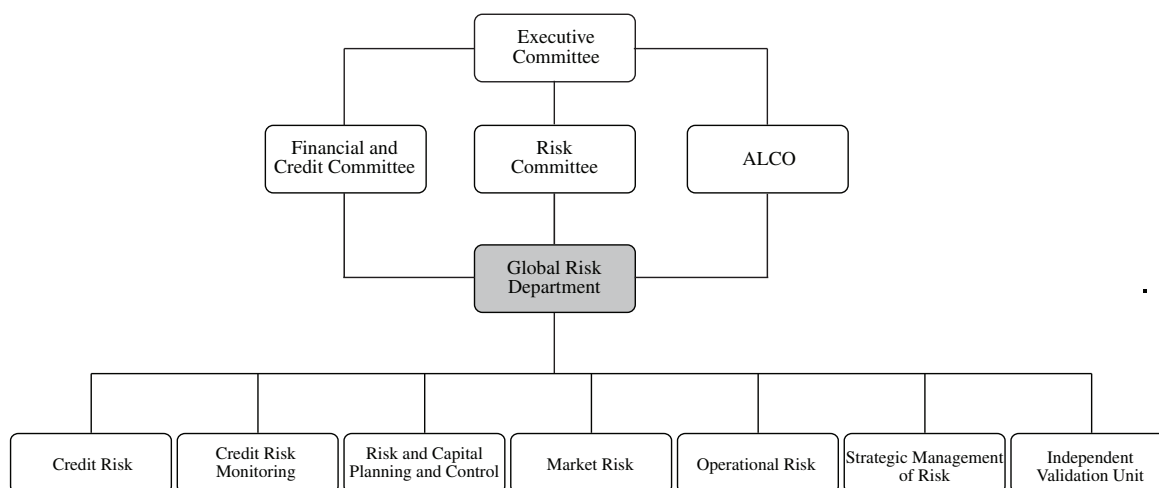 Executive
Committee
Financial and
Credit Committee
Risk
Committee
ALCO
Global Risk
Department
Credit Risk
Credit Risk
Monitoring
Risk and Capital
Planning and Control
Market Risk
Operational Risk
Strategic Management
of Risk
Independent
Validation Unit